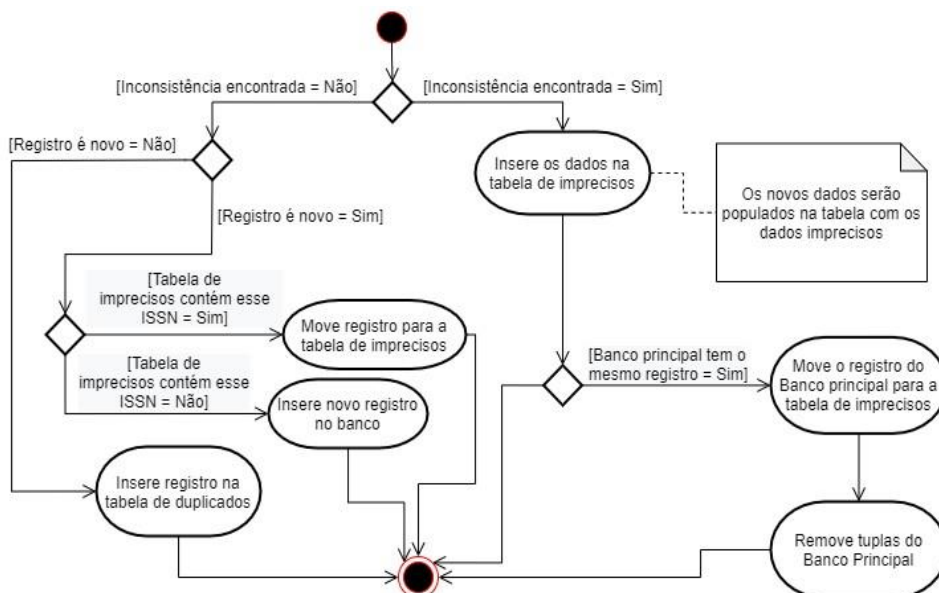 [Inconsistência encontrada = Não]
[Inconsistência encontrada = Sim]
[Registro é novo = Não]
Insere os dados na
tabela de imprecisos
Os novos dados serão
populados na tabela com os
dados imprecisos
[Registro é novo = Sim]
[Tabela de
imprecisos contém esse
ISSN = Sim]
Move registro para a
tabela de imprecisos
[Tabela de
imprecisos contém esse
ISSN = Não]
Insere novo registro
no banco
[Banco principal tem o
mesmo registro = Sim]
Move o registro do
Banco principal para a
tabela de imprecisos
Insere registro na
tabela de duplicados
Remove tuplas do
Banco Principal